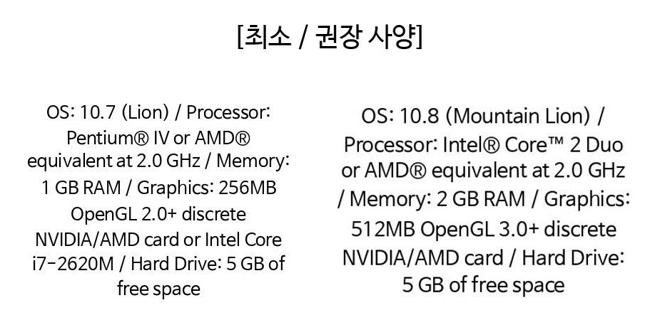 [최소 / 권장 사양]
OS: 10.7 (Lion) / Processor:
Pentium® IV or AMD®
equivalent at 2.0 GHz / Memory:
1 GB RAM / Graphics: 256MB
OpenGL 2.0+ discrete
NVIDIA/AMD card or Intel Core
i7-2620M / Hard Drive: 5 GB of
free space
OS: 10.8 (Mountain Lion) /
Processor: Intel® Core™ 2 Duo
or AMD® equivalent at 2.0 GHz
/ Memory: 2 GB RAM / Graphics:
512MB OpenGL 3.0+ discrete
NVIDIA/AMD card / Hard Drive:
5 GB of free space